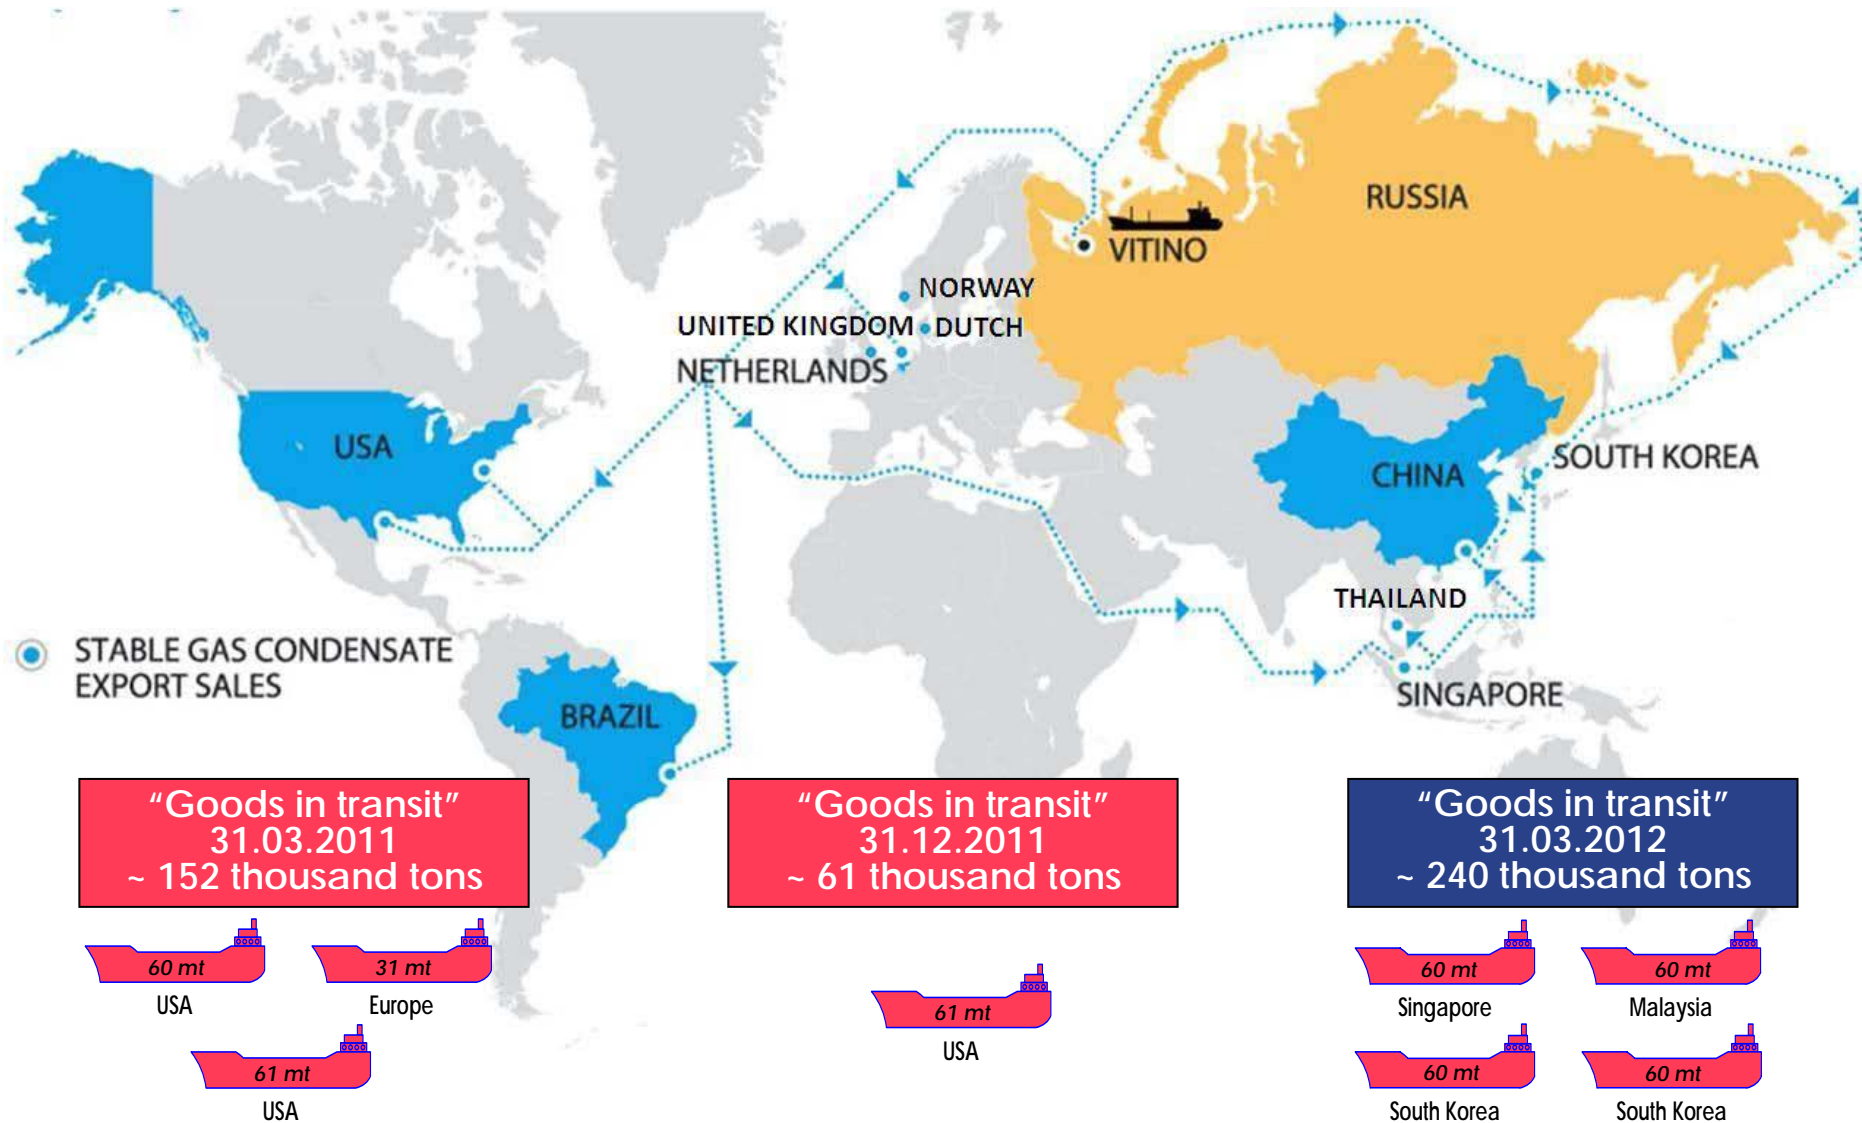 RUSSIA
VITINO
NORWAY
UNITED KINGDOM
DUTCH
NETHERLANDS
USA
CHINA
SOUTH KOREA
THAILAND
STABLE GAS CONDENSATE
EXPORT SALES
SINGAPORE
BRAZIL
“Goods in transit”
31.03.2011
~ 152 thousand tons
60 mt
USA
31 mt
Europe
61 mt
USA
“Goods in transit”
31.12.2011
~ 61 thousand tons
61 mt
USA
“Goods in transit”
31.03.2012
~ 240 thousand tons
60 mt
Singapore
60 mt
Malaysia
60 mt
South Korea
60 mt
South Korea